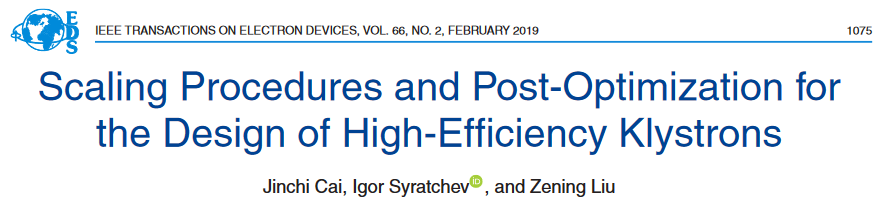 EDS
IEEE TRANSACTIONS ON ELECTRON DEVICES, VOL. 66, NO. 2, FEBRUARY 2019 1075
Scaling Procedures and Post-Optimization for
the Design of High-Efficiency Klystrons
Jinchi Cai, Igor Syratchev iD, and Zening Liu